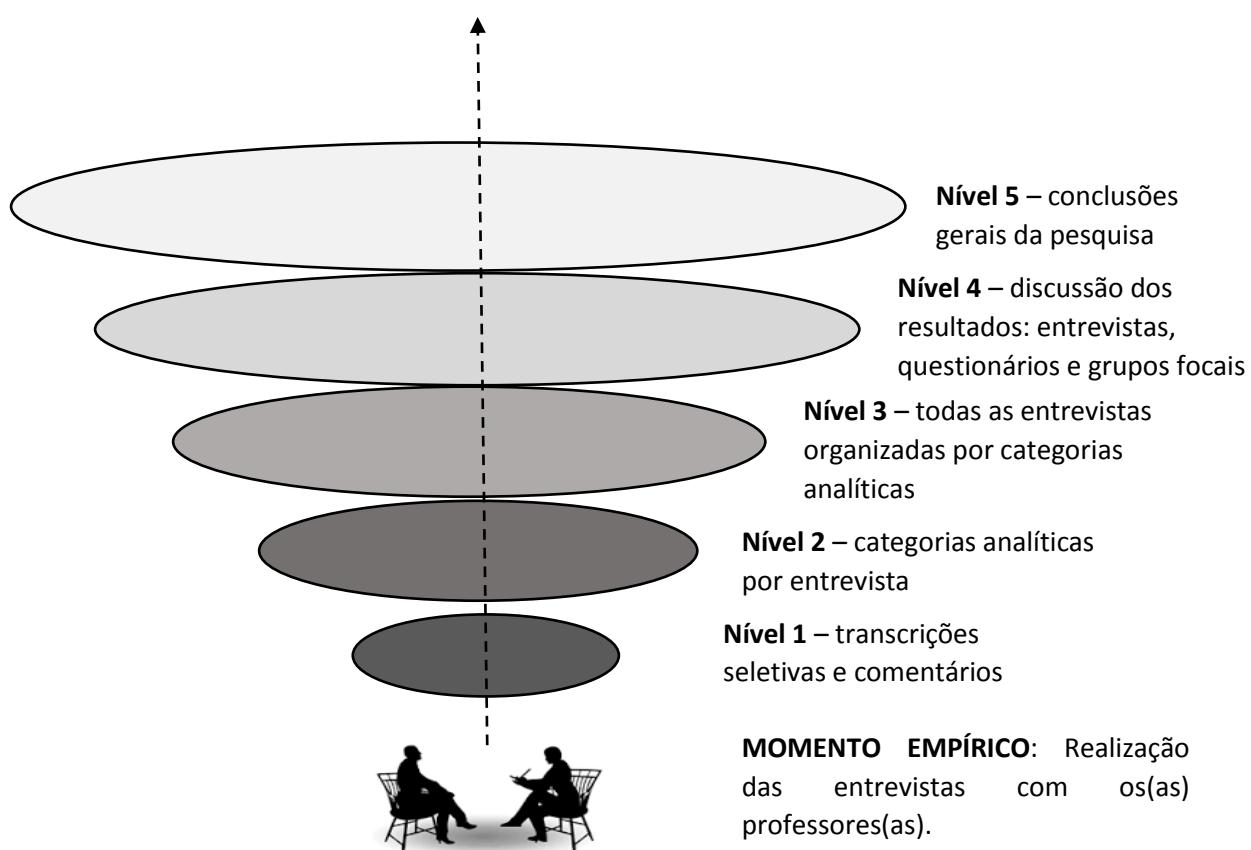 Nível 5 – conclusões
gerais da pesquisa
Nível 4 – discussão dos
resultados: entrevistas,
questionários e grupos focais
Nível 3 – todas as entrevistas
organizadas por categorias
analíticas
Nível 2 – categorias analíticas
por entrevista
Nível 1 – transcrições
seletivas e comentários
MOMENTO EMPÍRICO: Realização
das entrevistas com os(as)
professores(as).